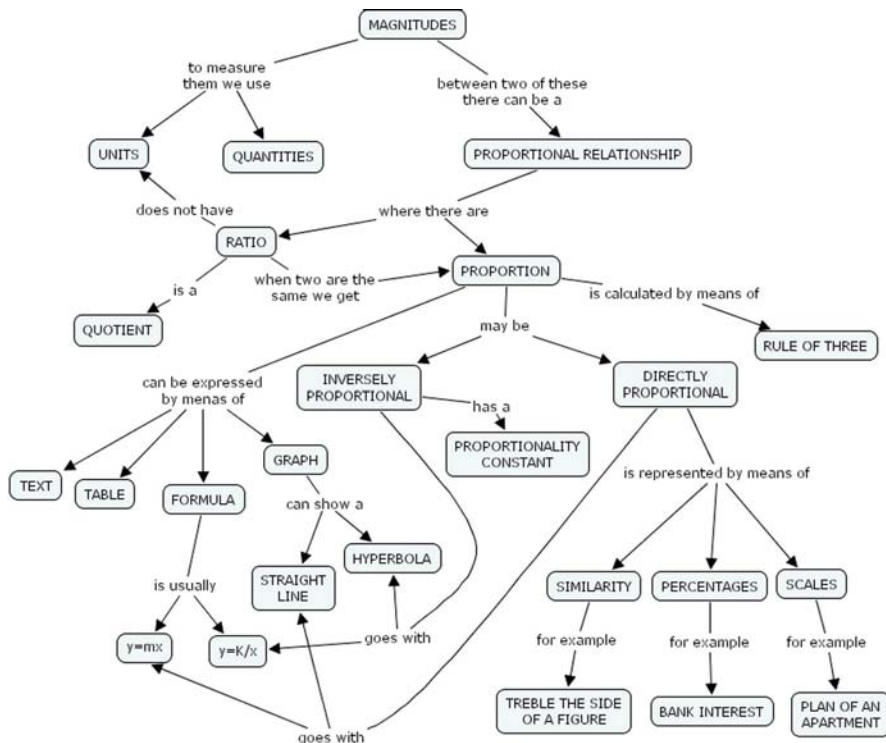 MAGNITUDES
to measure
them we use
between two of these
there can be a
UNITS
QUANTITIES
PROPORTIONAL RELATIONSHIP
does not have
where there are
RATIO
is a
when two are the
same we get
PROPORTION
is calculated by means of
QUOTIENT
may be
RULE OF THREE
can be expressed
by menas of
INVERSELY
PROPORTIONAL
DIRECTLY
PROPORTIONAL
has a
PROPORTIONALITY
CONSTANT
TEXT
TABLE
FORMULA
GRAPH
is represented by means of
can show a
HYPERBOLA
STRAIGHT
LINE
is usually
SIMILARITY
PERCENTAGES
SCALES
y=mx
y=K/x
goes with
for example
for example
for example
TREBLE THE SIDE
OF A FIGURE
BANK INTEREST
PLAN OF AN
APARTMENT
goes with